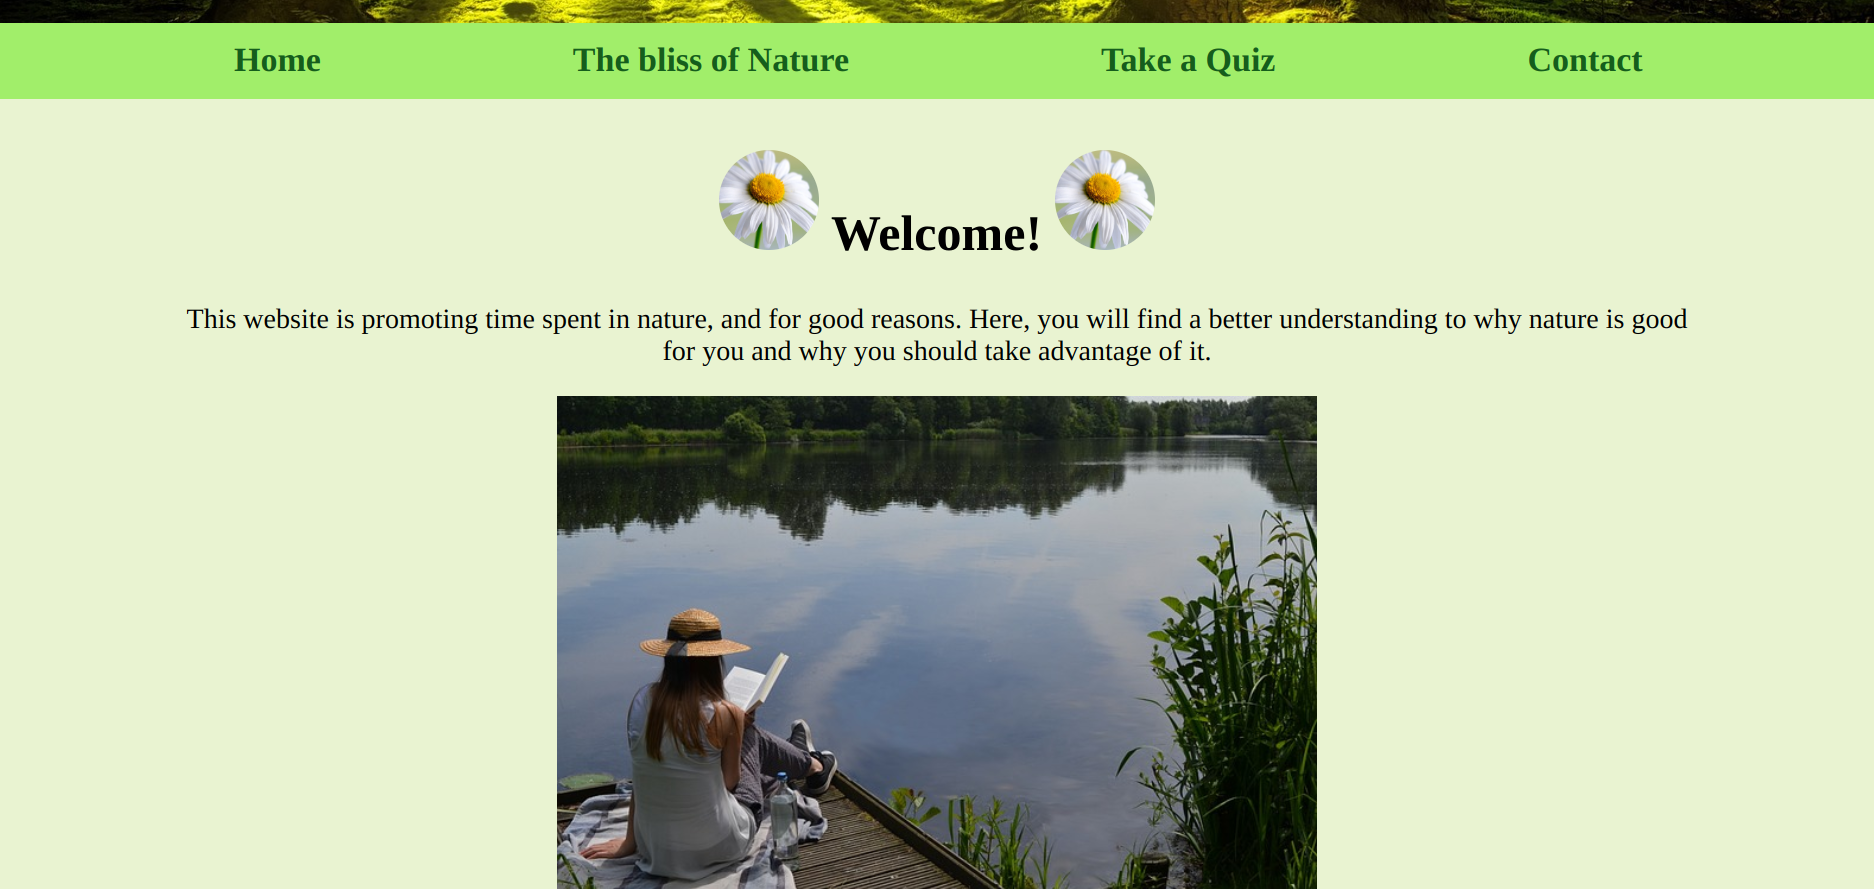 Home The bliss of Nature Take a Quiz Contact
Welcome!
This website is promoting time spent in nature, and for good reasons. Here, you will find a better understanding to why nature is good
for you and why you should take advantage of it.